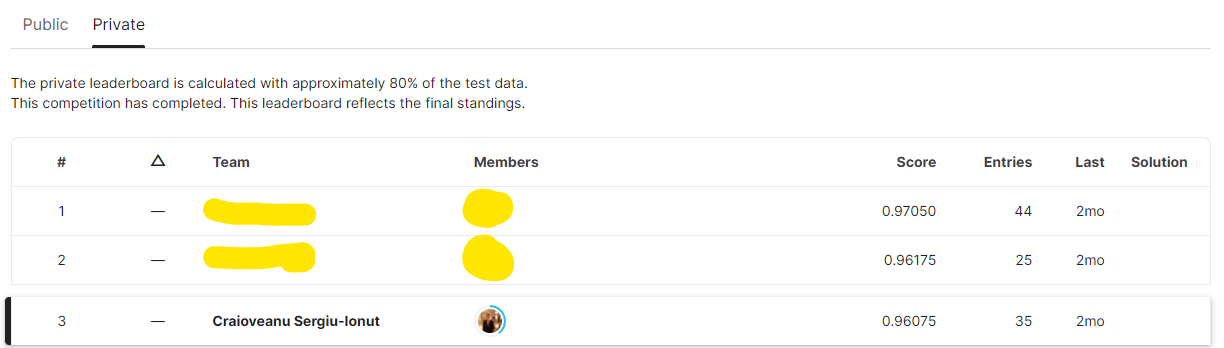 Public Private
The private leaderboard is calculated with approximately 80% of the test data.
This competition has completed. This leaderboard reflects the final standings.
# △ Team Members Score Entries Last Solution
1 — 0.97050 44 2mo
2 — 0.96175 25 2mo
3 — Craioveanu Sergiu-Ionut 0.96075 35 2mo